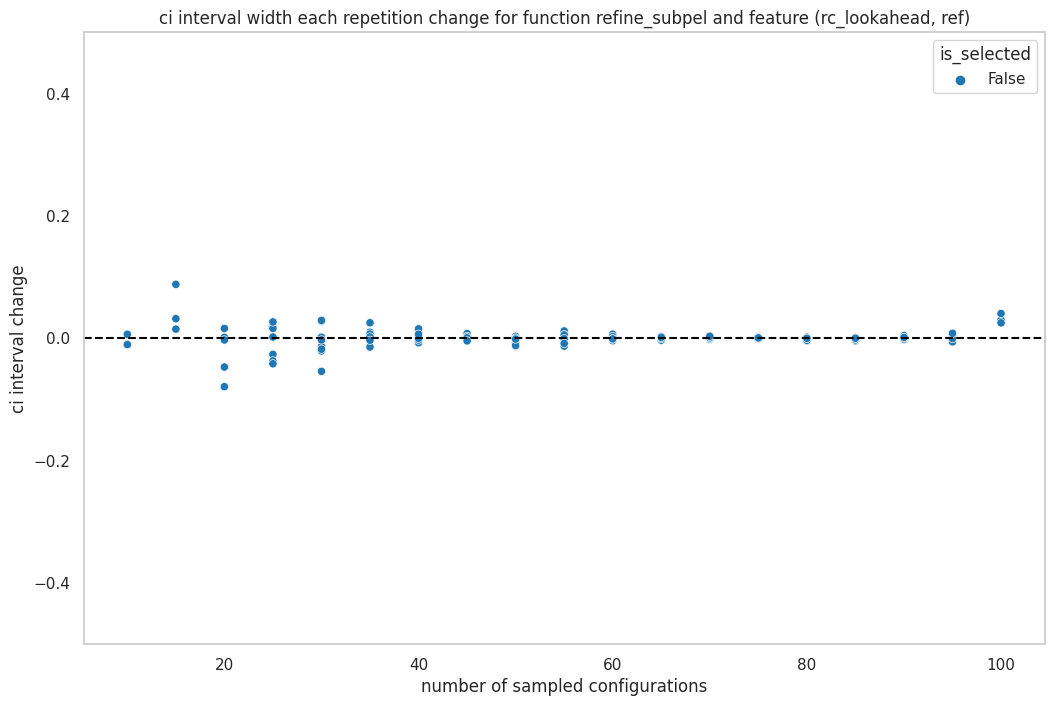 ci interval width each repetition change for function refine_subpel and feature (rc_lookahead, ref)
is_selected
False
0.4
0.2
0.0
−0.2
−0.4
ci interval change
20
40
60
80
100
number of sampled configurations